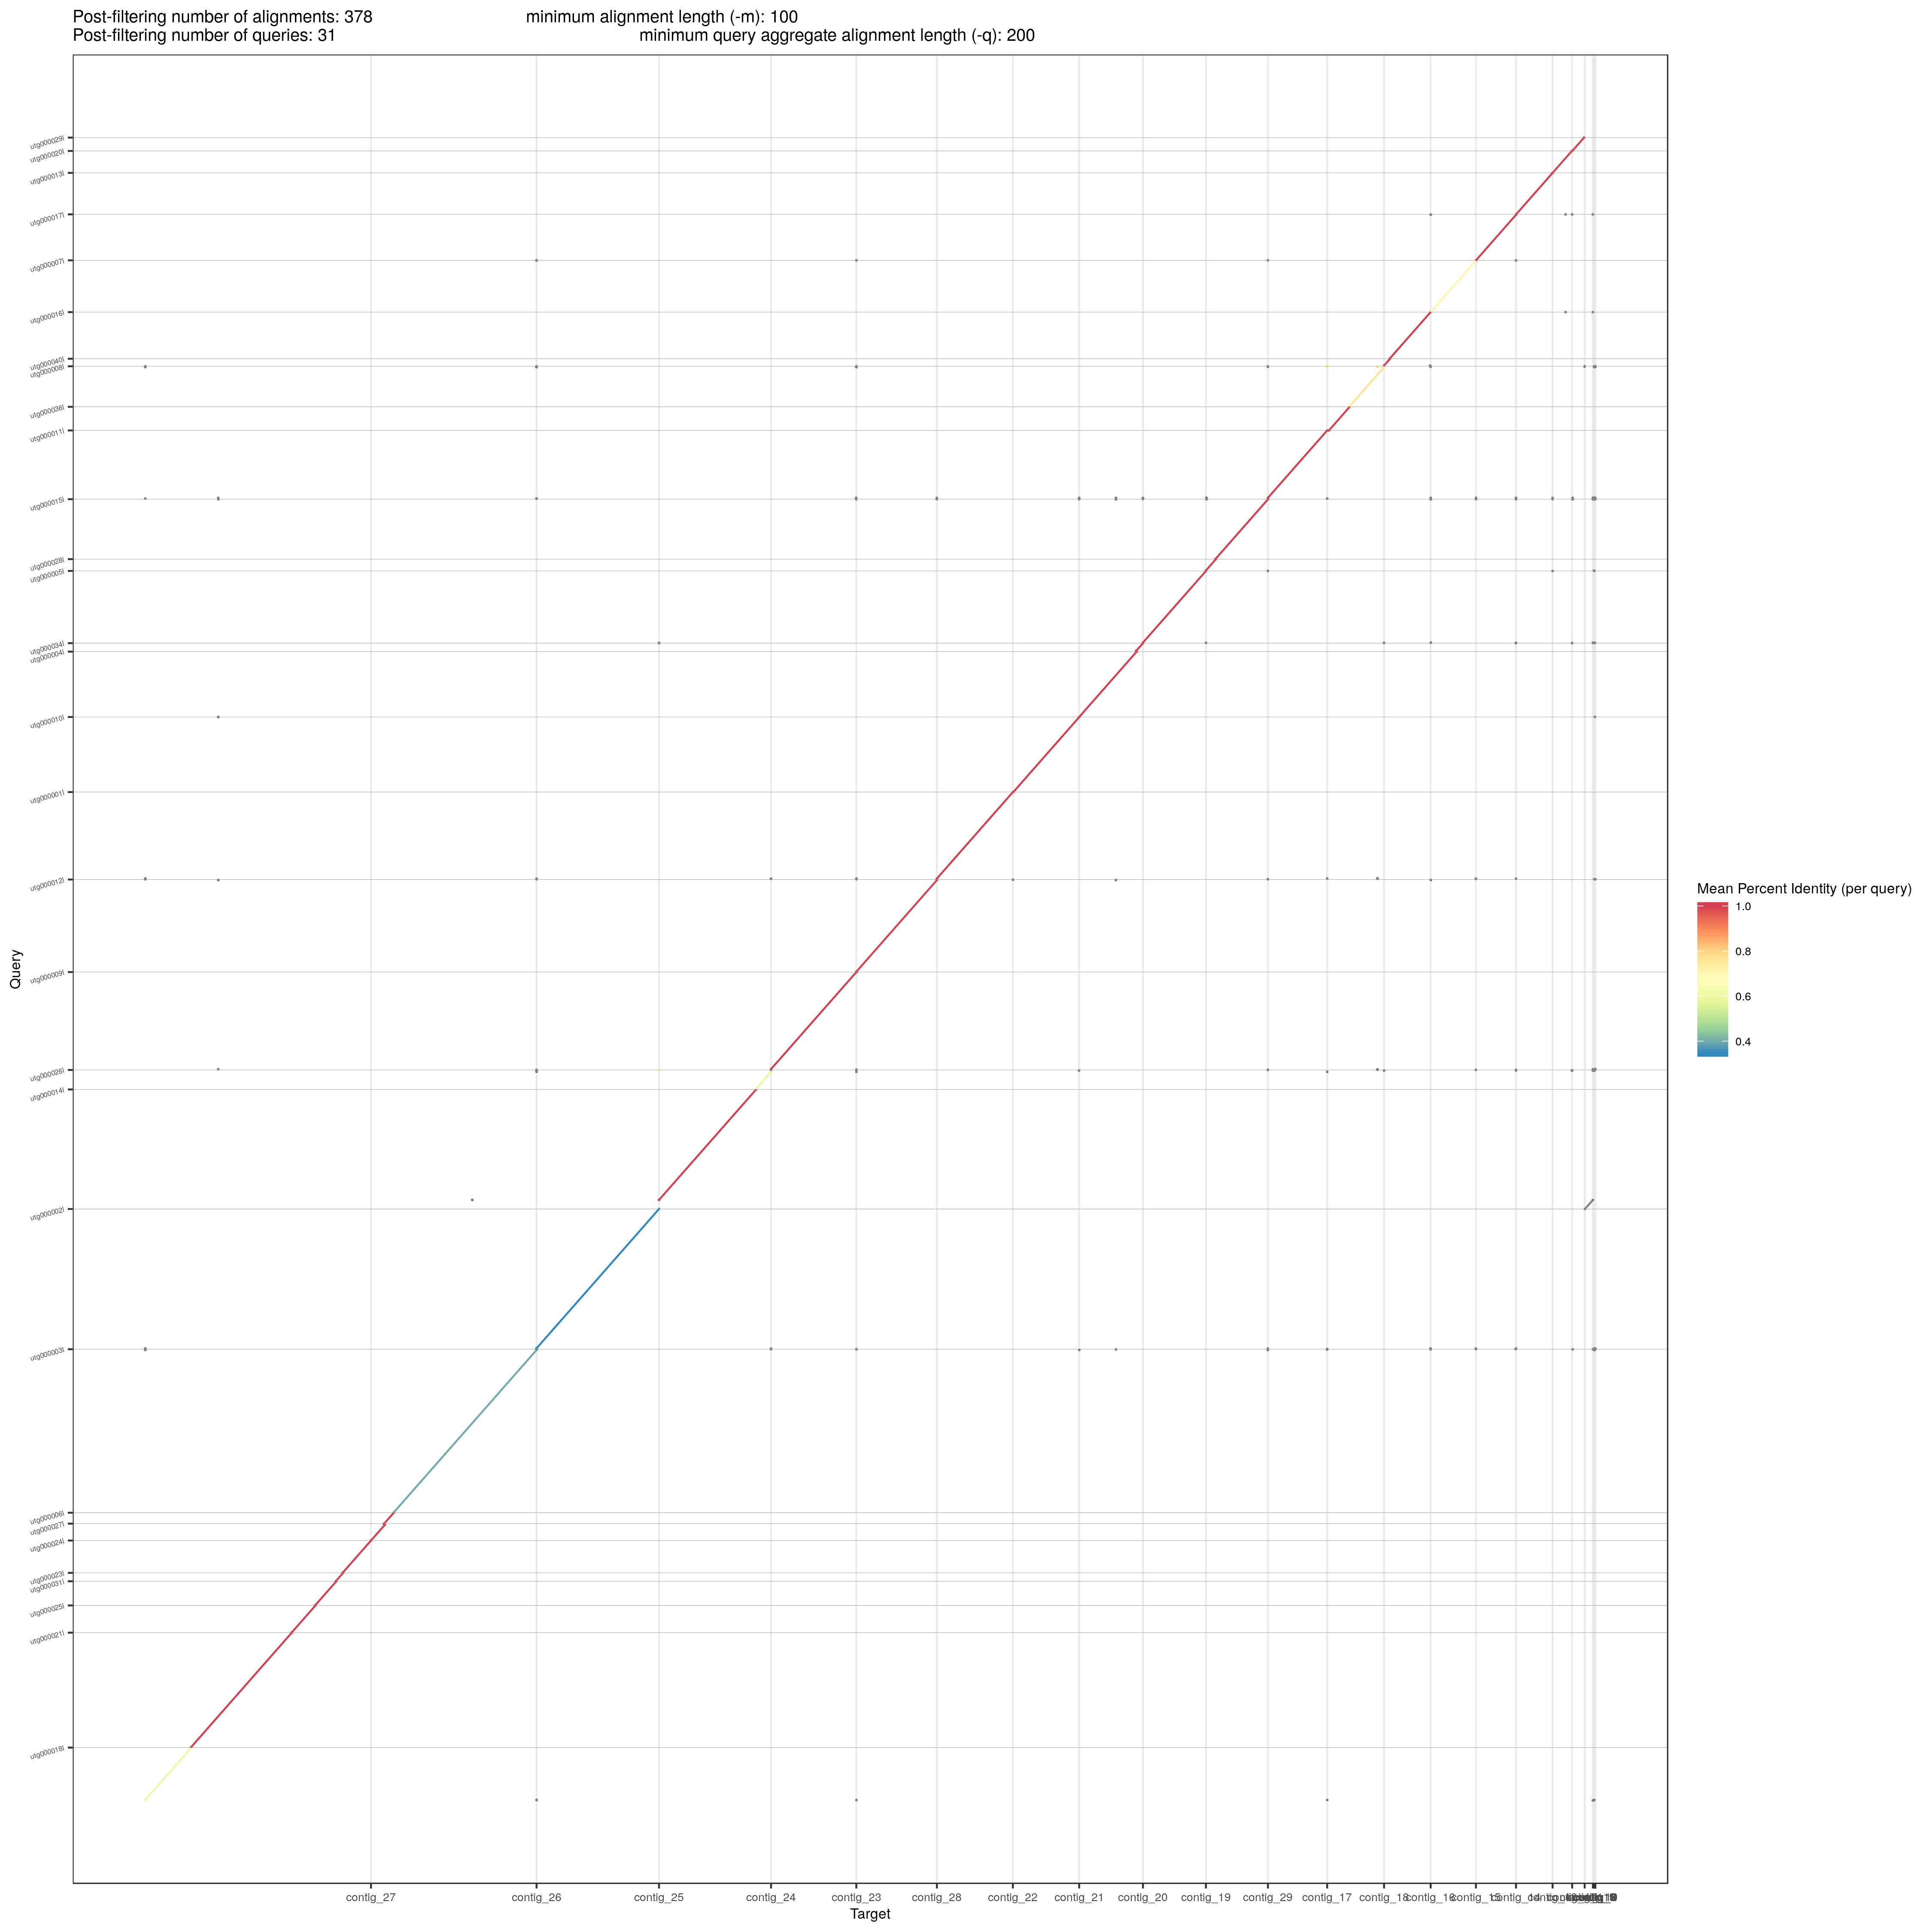 Post-filtering number of alignments: 378 minimum alignment length (-m): 100
Post-filtering number of queries: 31 minimum query aggregate alignment length (-q): 200
utg000029l
utg000020l
utg000013l
utg000017l
utg000007l
utg000016l
utg000040l
utg000008l
utg000036l
utg000011l
utg000015l
utg000028l
utg000005l
utg000034l
utg000004l
utg000010l
utg000001l
utg000012l
utg000009l
utg000026l
utg000014l
utg000002l
utg000003l
utg000006l
utg000027l
utg000024l
utg000023l
utg000031l
utg000025l
utg000021l
utg000018l
Query
Mean Percent Identity (per query)
1.0
0.8
0.6
0.4
contig_27 contig_26 contig_25 contig_24 contig_23 contig_28 contig_22 contig_21 contig_20 contig_19 contig_29 contig_17 contig_18 contig_16 contig_15 contig_14
Target